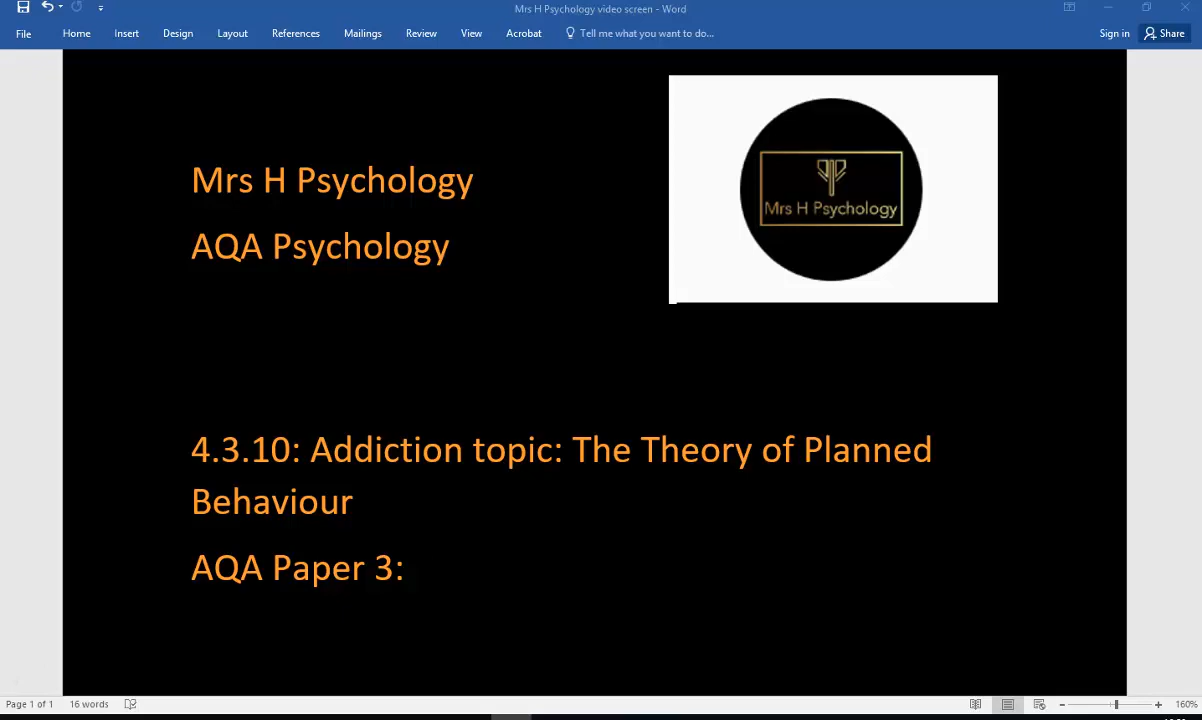 Mrs H Psychology video screen - Word
File Home Insert Design Layout References Mailings Review View Acrobat Tell me what you want to do... Sign in Share
Mrs H Psychology
AQA Psychology
Mrs H Psychology
4.3.10: Addiction topic: The Theory of Planned
Behaviour
AQA Paper 3:
Page 1 of 1 16 words 160%